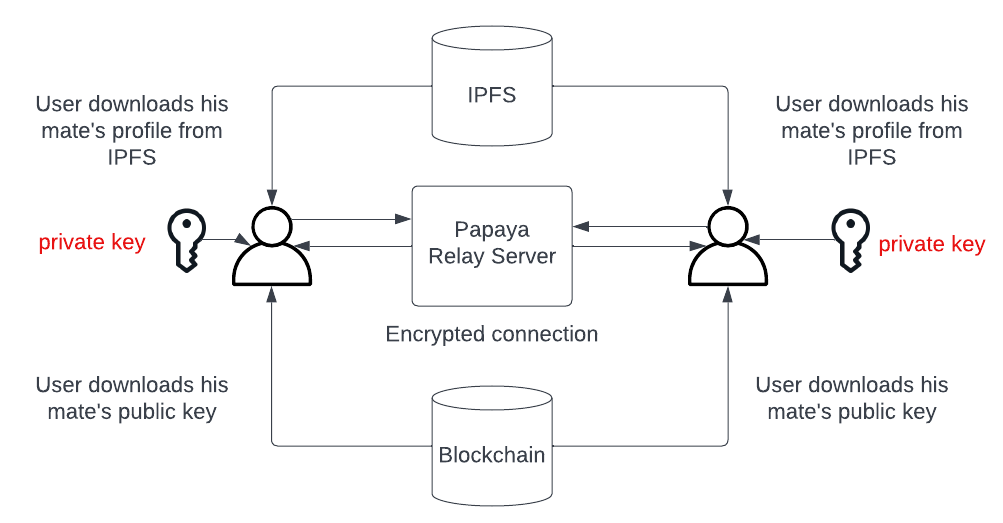 IPFS
User downloads his
mate's profile from
IPFS
User downloads his
mate's profile from
IPFS
private key
Papaya
Relay Server
private key
Encrypted connection
User downloads his
mate's public key
User downloads his
mate's public key
Blockchain